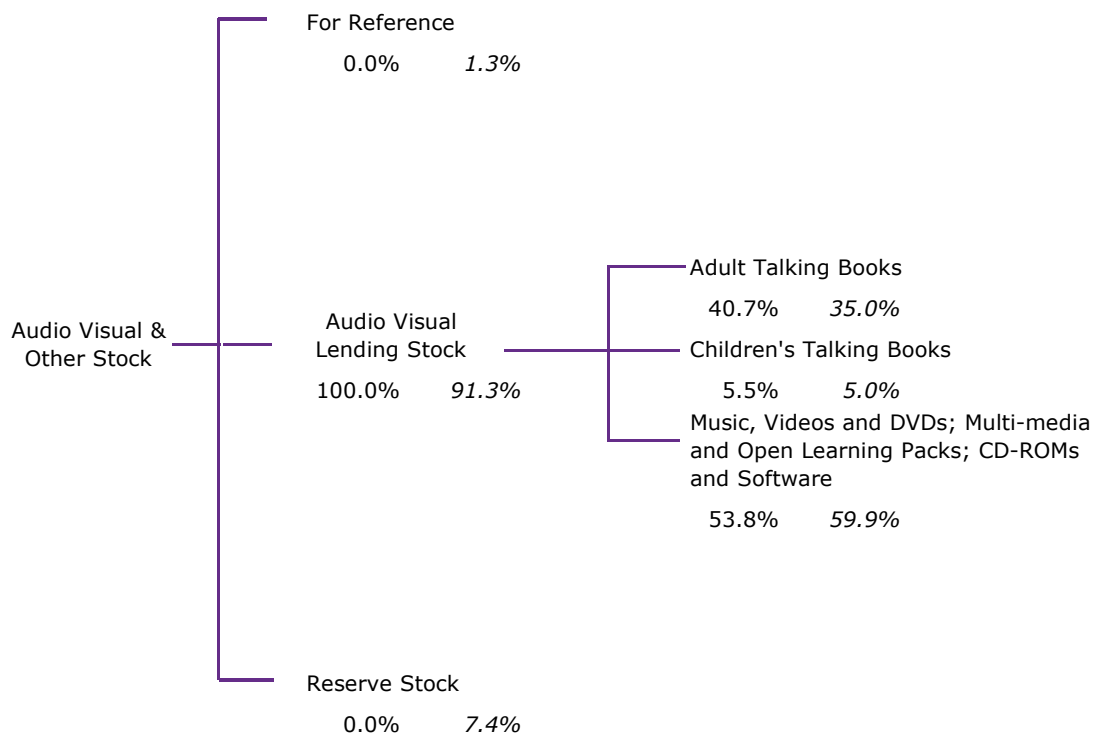 For Reference
0.0% 1.3%
Audio Visual &
Other Stock
Audio Visual
Lending Stock
100.0% 91.3%
Adult Talking Books
40.7% 35.0%
Children's Talking Books
5.5% 5.0%
Music, Videos and DVDs; Multi-media
and Open Learning Packs; CD-ROMs
and Software
53.8% 59.9%
Reserve Stock
0.0% 7.4%